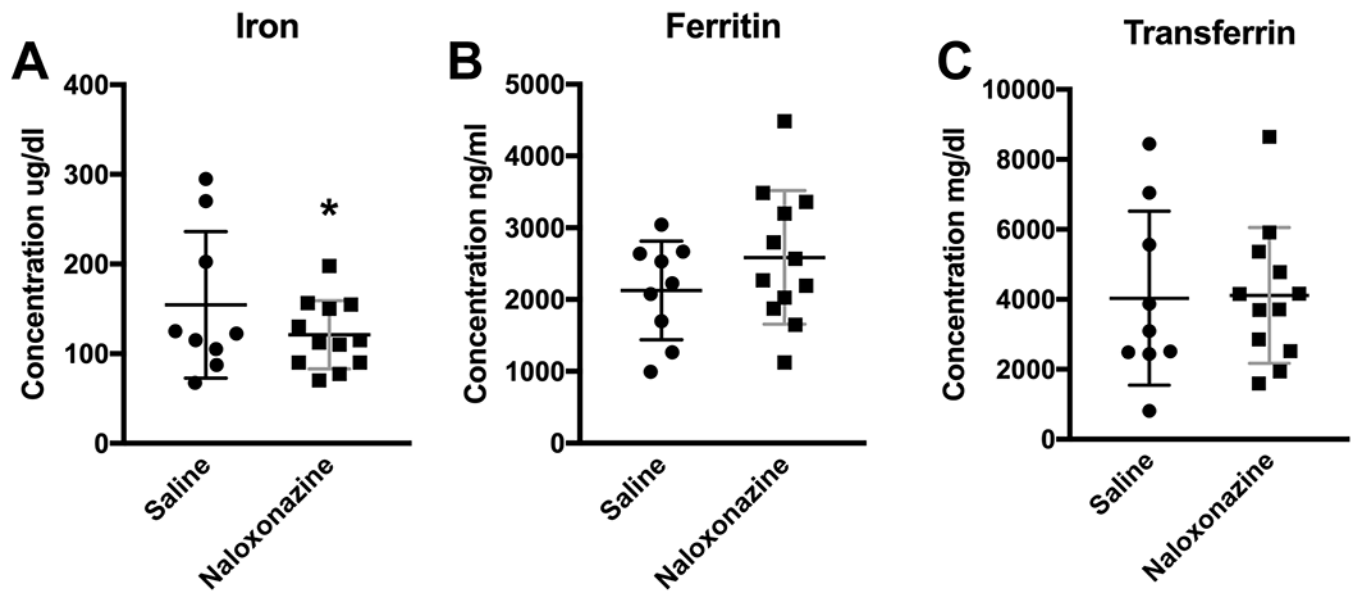 A
Iron
Concentration ug/dl
400
300
200
100
0
*
Saline
Naloxonazine
B
Ferritin
Concentration ng/ml
5000
4000
3000
2000
1000
0
Saline
Naloxonazine
C
Transferrin
Concentration mg/dl
10000
8000
6000
4000
2000
0
Saline
Naloxonazine